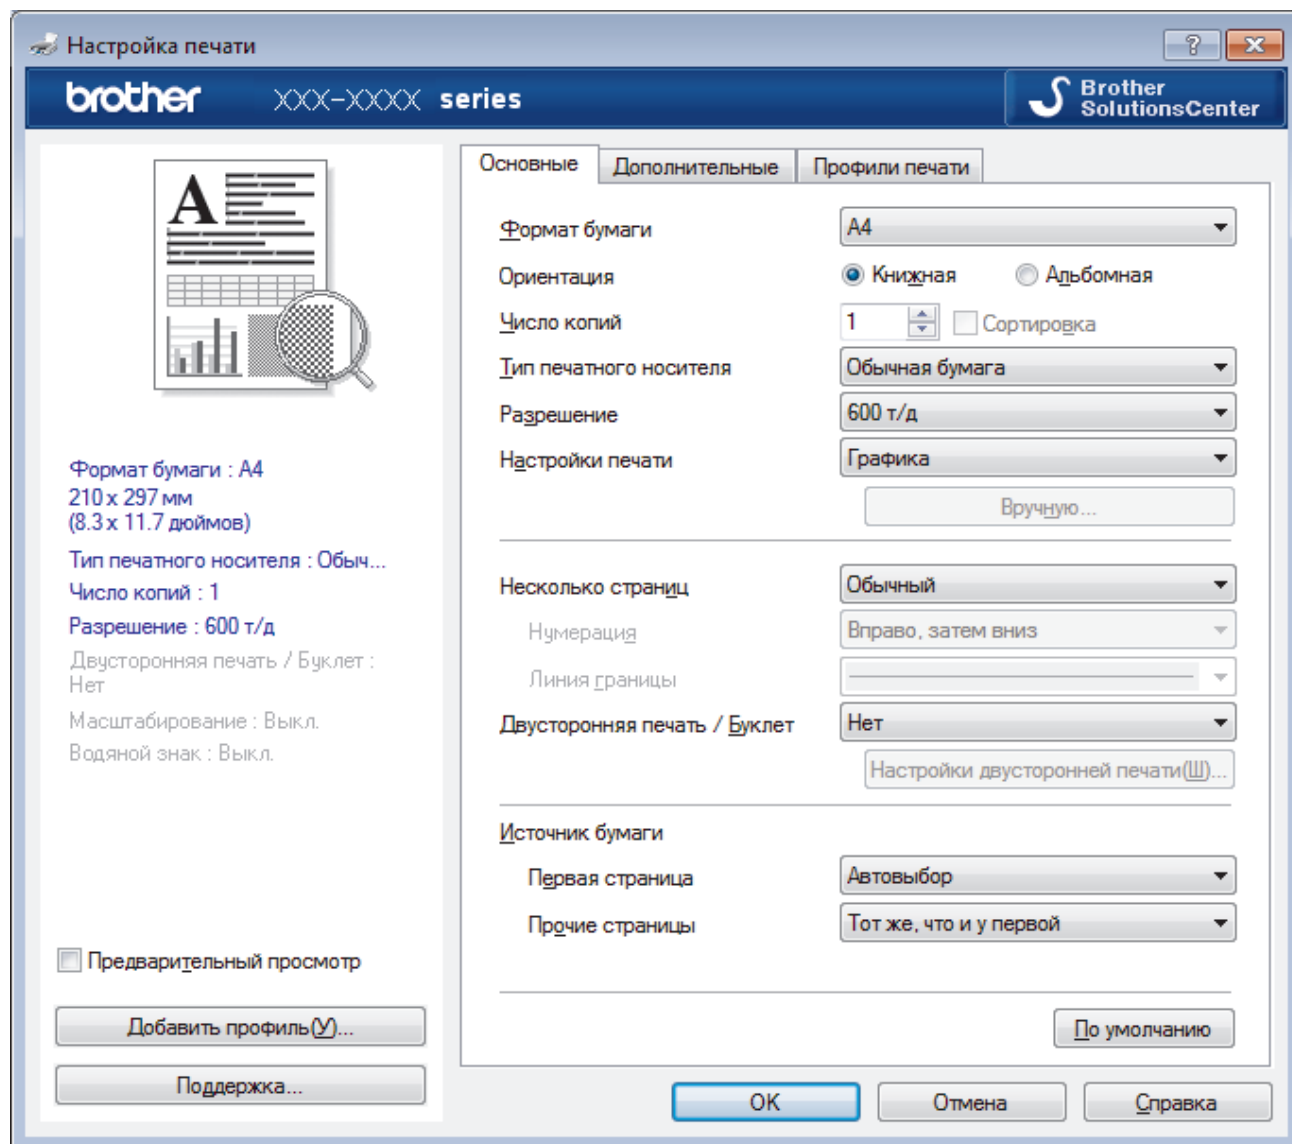 Настройка печати
?
brother XXX-XXXX series
Brother
SolutionsCenter
A
Формат бумаги : A4
210 x 297 мм
(8.3 x 11.7 дюймов)
Тип печатного носителя : Обыч...
Число копий : 1
Разрешение : 600 т/д
Двусторонняя печать / Буклет :
Нет
Масштабирование : Выкл.
Водяной знак : Выкл.
Предварительный просмотр
Добавить профиль(У)...
Поддержка...
Основные Дополнительные Профили печати
Формат бумаги A4
Ориентация Книжная Альбомная
Число копий 1 Сортировка
Тип печатного носителя Обычная бумага
Разрешение 600 т/д
Настройки печати Графика
Вручную...
Несколько страниц Обычный
Нумерация Вправо, затем вниз
Линия границы
Двусторонняя печать / Буклет Нет
Настройки двусторонней печати(Ш)...
Источник бумаги
Первая страница Автовыбор
Прочие страницы Тот же, что и у первой
По умолчанию
OK Отмена Справка